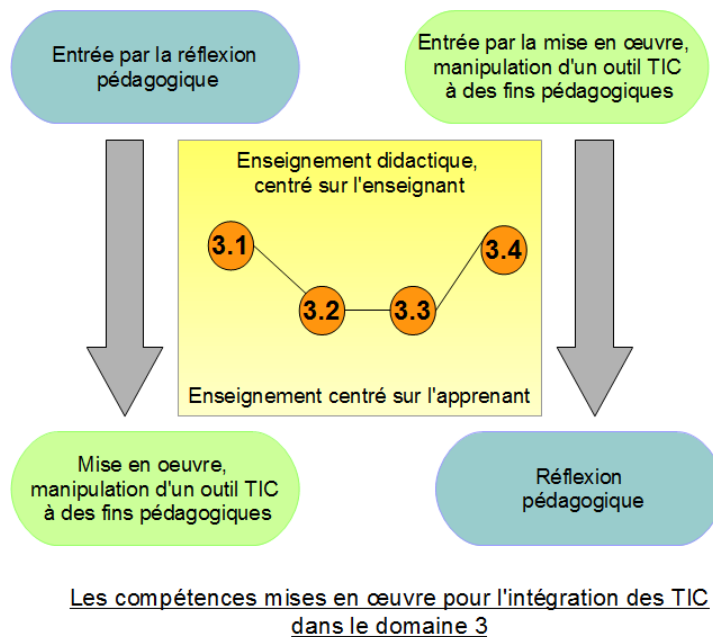 Entrée par la réflexion
pédagogique
Entrée par la mise en œuvre,
manipulation d'un outil TIC
à des fins pédagogiques
Enseignement didactique,
centré sur l'enseignant
3.1
3.2
3.3
3.4
Enseignement centré sur l'apprenant
Mise en oeuvre,
manipulation d'un outil TIC
à des fins pédagogiques
Réflexion
pédagogique
Les compétences mises en œuvre pour l'intégration des TIC
dans le domaine 3